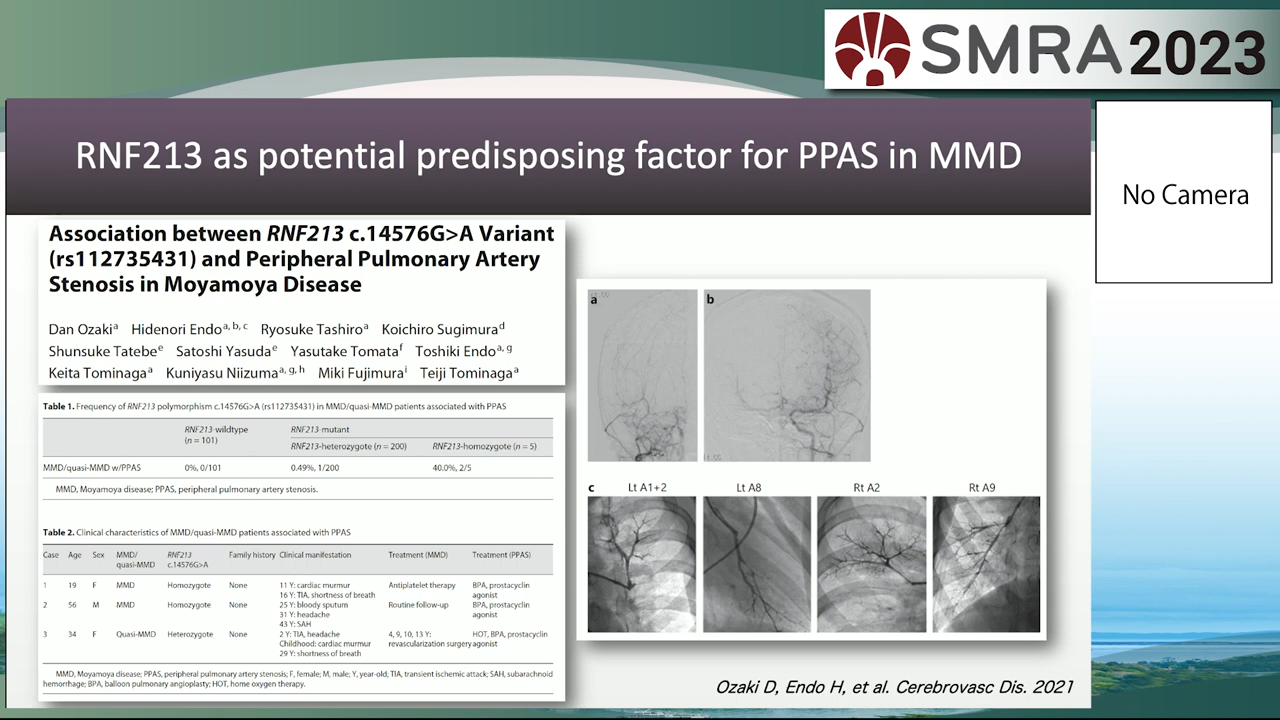 SMRA 2023
RNF213 as potential predisposing factor for PPAS in MMD
No Camera
Association between RNF213 c.14576G>A Variant
(rs112735431) and Peripheral Pulmonary Artery
Stenosis in Moyamoya Disease
Dan Ozakiᵃ Hidenori Endoᵃ,ᵇ,ᶜ Ryosuke Tashiroᵃ Koichiro Sugimuraᵈ
Shunsuke Tatebeᵉ Satoshi Yasudaᵉ Yasutake Tomataᶠ Toshiki Endoᵃ,ᵍ
Keita Tominagaᵃ Kuniyasu Niizumaᵃ,ᵍ,ʰ Miki Fujimuraⁱ Teiji Tominagaᵃ
Table 1. Frequency of RNF213 polymorphism c.14576G>A (rs112735431) in MMD/quasi-MMD patients associated with PPAS
RNF213-wildtype RNF213-mutant
(n = 101) RNF213-heterozygote (n = 200) RNF213-homozygote (n = 5)
MMD/quasi-MMD w/PPAS 0%, 0/101 0.49%, 1/200 40.0%, 2/5
MMD, Moyamoya disease; PPAS, peripheral pulmonary artery stenosis.
Table 2. Clinical characteristics of MMD/quasi-MMD patients associated with PPAS
Case Age Sex MMD/ RNF213 Family history Clinical manifestation Treatment (MMD) Treatment (PPAS)
quasi-MMD c.14576G>A
1 19 F MMD Homozygote None 11 Y: cardiac murmur Antiplatelet therapy BPA, prostacyclin
16 Y: TIA, shortness of breath agonist
2 56 M MMD Homozygote None 25 Y: bloody sputum Routine follow-up BPA, prostacyclin
31 Y: headache agonist
43 Y: SAH
3 34 F Quasi-MMD Heterozygote None 2 Y: TIA, headache 4, 9, 10, 13 Y: HOT, BPA, prostacyclin
Childhood: cardiac murmur revascularization surgery agonist
29 Y: shortness of breath
MMD, Moyamoya disease; PPAS, peripheral pulmonary artery stenosis; F, female; M, male; Y, year-old; TIA, transient ischemic attack; SAH, subarachnoid
hemorrhage; BPA, balloon pulmonary angioplasty; HOT, home oxygen therapy.
a b
c Lt A1+2 Lt A8 Rt A2 Rt A9
Ozaki D, Endo H, et al. Cerebrovasc Dis. 2021